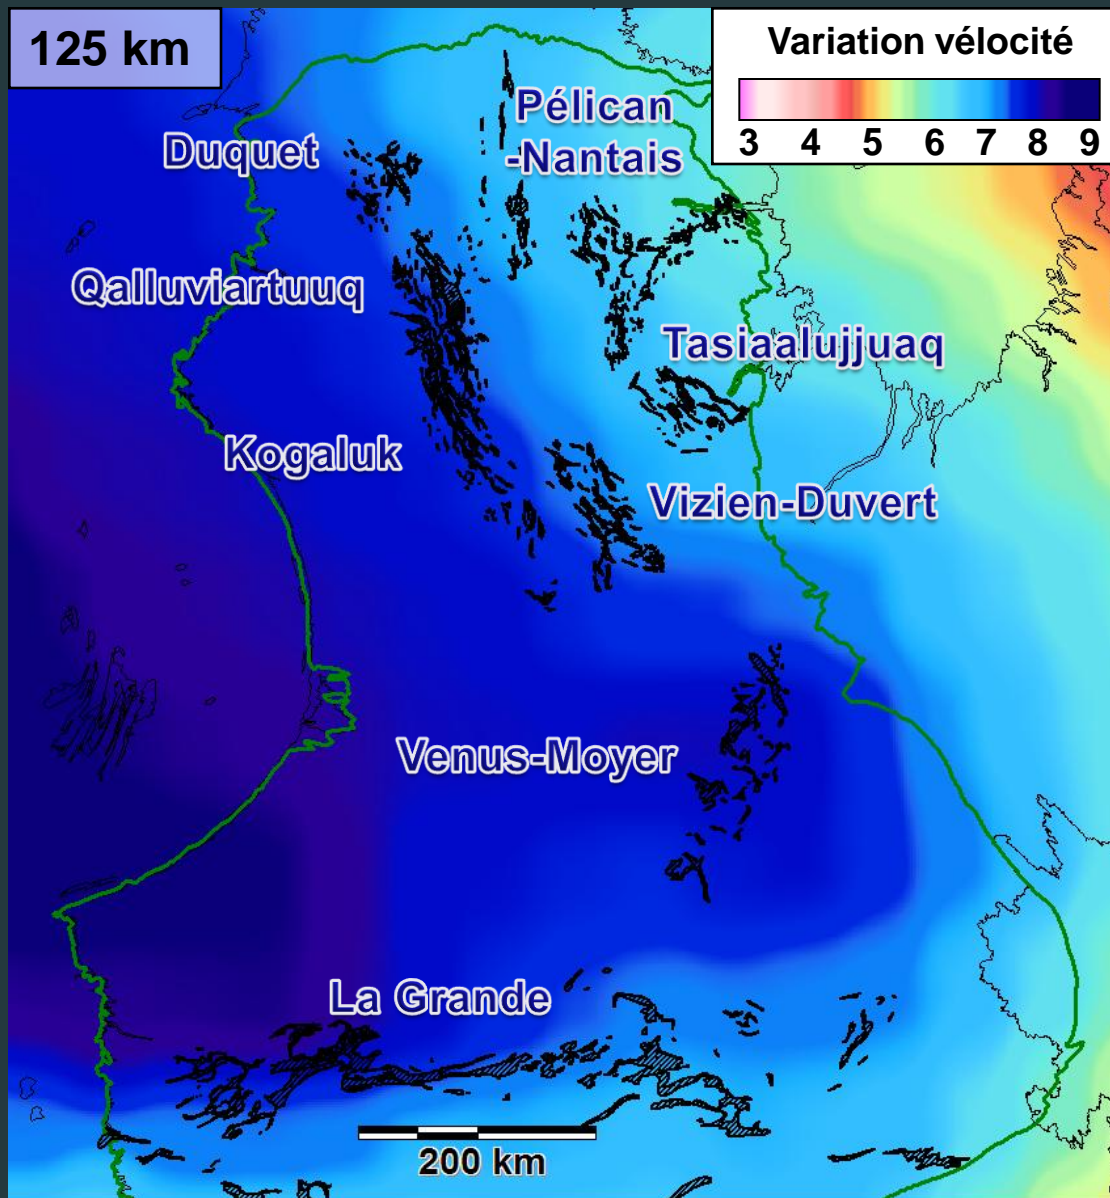 125 km
Variation vélocité
3 4 5 6 7 8 9
Pélican
-Nantais
Duquet
Qalluviartuuq
Tasiaalujjuaq
Kogaluk
Vizien-Duvert
Venus-Moyer
La Grande
200 km